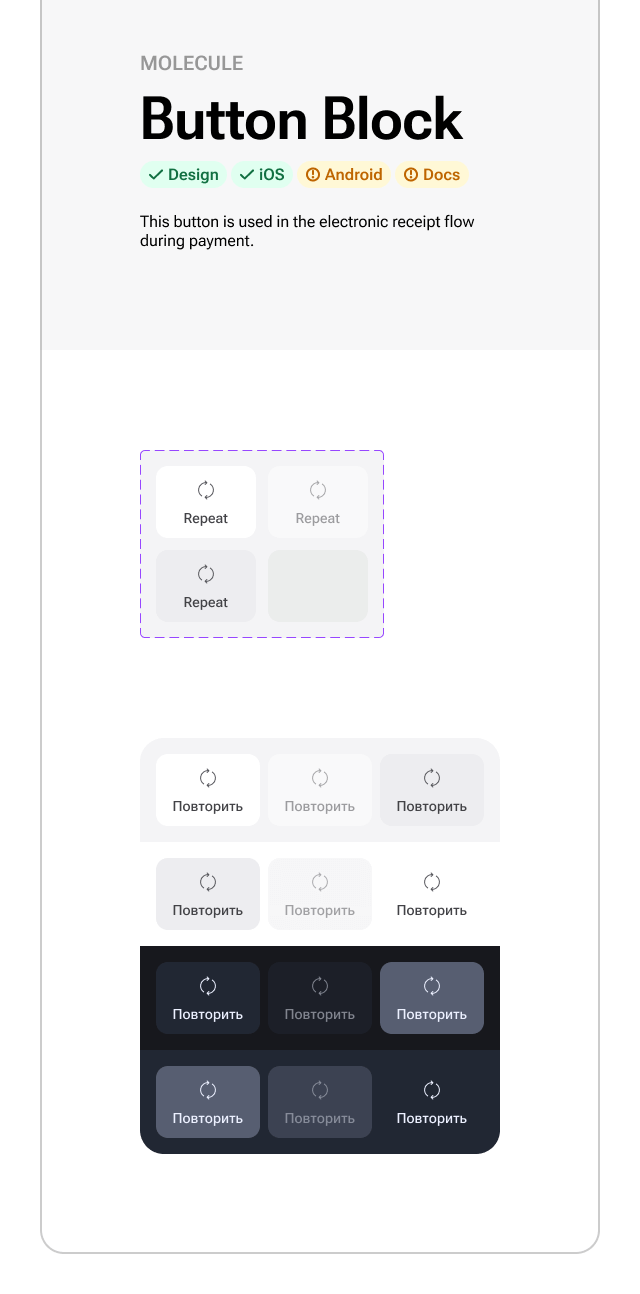 MOLECULE
Button Block
Design iOS Android Docs
This button is used in the electronic receipt flow
during payment.
Repeat Repeat
Repeat
Повторить Повторить Повторить
Повторить Повторить Повторить
Повторить Повторить Повторить
Повторить Повторить Повторить